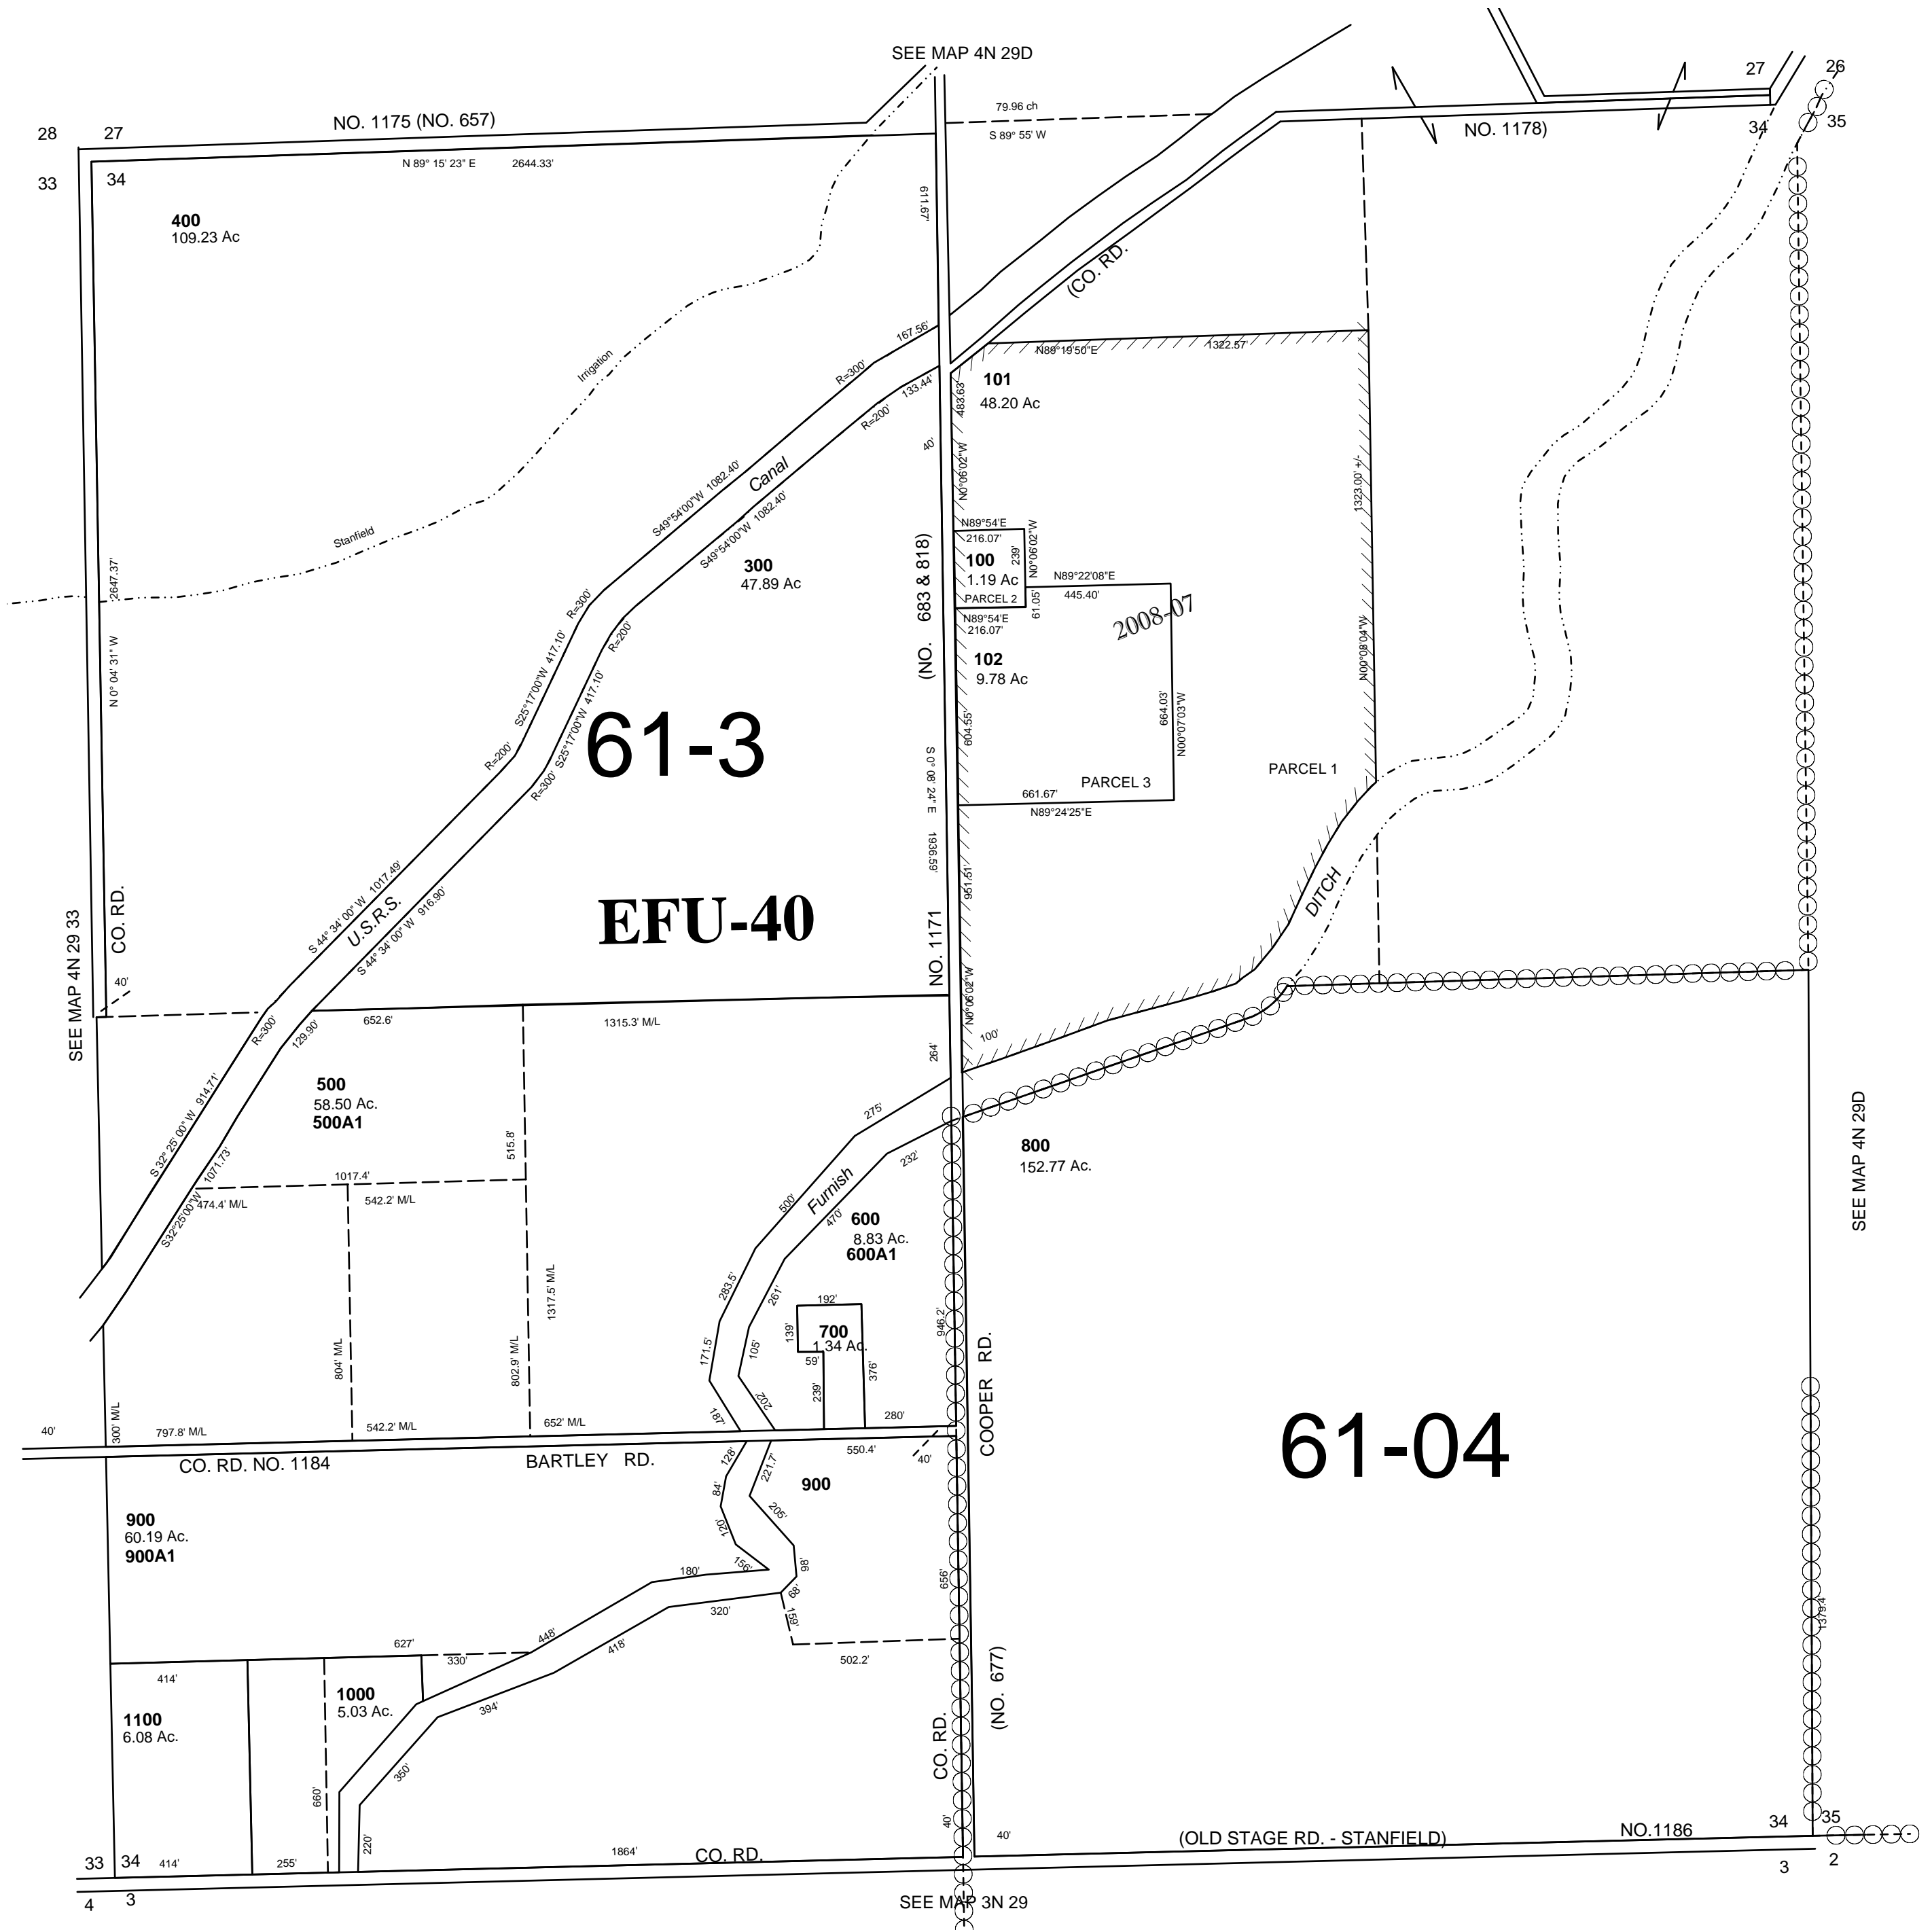 SEE MAP 4N 29D
27
26
28
27
NO. 1175 (NO. 657)
79.96 ch
S 89° 55' W
NO. 1178)
34
35
33
34
N 89° 15' 23" E 2644.33'
611.67'
400
109.23 Ac
(CO. RD.
Irrigation
Stanfield
167.56'
R=300'
133.44'
R=200'
N89°19'50"E
1322.57'
101
48.20 Ac
483.63'
40'
N0°06'02"W
1323.00' +/-
S49°54'00"W 1082.40'
Canal
S49°54'00"W 1082.40'
300
47.89 Ac
(NO. 683 & 818)
N89°54'E
216.07'
100
1.19 Ac
239'
N0°06'02"W
PARCEL 2
61.05'
N89°22'08"E
445.40'
2008-07
N89°54'E
216.07'
102
9.78 Ac
604.55'
664.03'
N00°07'03"W
N00°08'04"W
PARCEL 3
PARCEL 1
661.67'
N89°24'25"E
2647.37'
N 0° 04' 31" W
R=300'
R=200'
S25°17'00"W 417.10'
S25°17'00"W 417.10'
R=200'
R=300'
61-3
S 0° 08' 24" E 1936.59'
EFU-40
951.51'
NO. 1171
N0°06'02"W
DITCH
S 44° 34' 00" W 1017.49'
U.S.R.S.
S 44° 34' 00" W 916.90'
CO. RD.
SEE MAP 4N 29 33
40'
R=300'
129.90'
652.6'
1315.3' M/L
264'
100'
500
58.50 Ac.
500A1
515.8'
275'
232'
800
152.77 Ac.
SEE MAP 4N 29D
S 32° 25' 00" W 914.71'
S32°25'00"W 1071.73'
1017.4'
474.4' M/L
542.2' M/L
500'
Furnish
470'
600
8.83 Ac.
600A1
283.5'
261'
1317.5' M/L
192'
139'
700
1.34 Ac.
59'
376'
239'
946.2'
171.5'
105'
804' M/L
802.9' M/L
COOPER RD.
187'
202'
280'
40'
300' M/L
797.8' M/L
542.2' M/L
652' M/L
550.4'
40'
CO. RD. NO. 1184
BARTLEY RD.
61-04
128'
221.7'
900
84'
205'
120'
900
60.19 Ac.
900A1
156'
98'
68'
180'
320'
159'
656'
502.2'
1379.4
448'
418'
627'
330'
414'
1000
5.03 Ac.
394'
1100
6.08 Ac.
350'
660'
220'
(NO. 677)
CO. RD.
40'
40'
(OLD STAGE RD. - STANFIELD)
NO.1186
34
35
33
34
414'
255'
1864'
CO. RD.
3
2
4
3
SEE MAP 3N 29